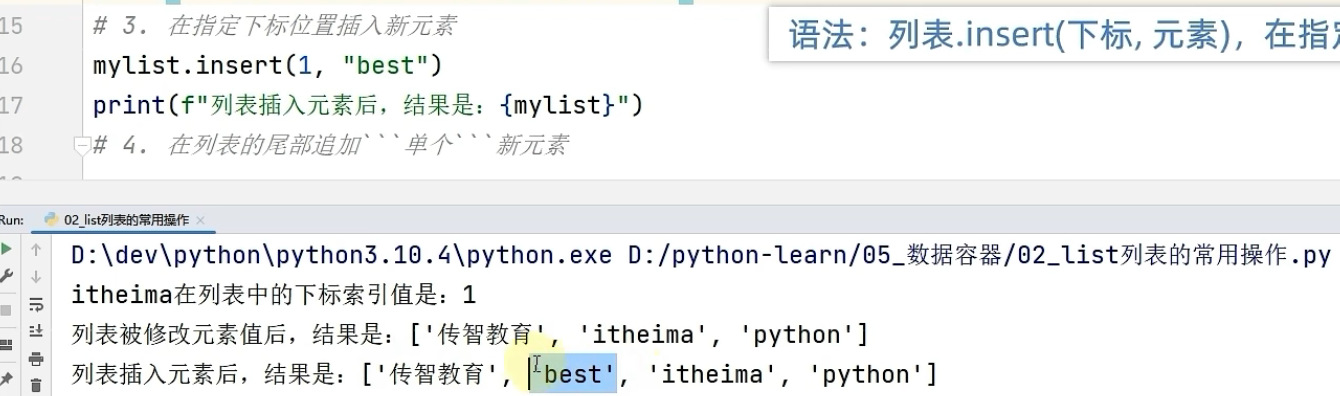 15 # 3. 在指定下标位置插入新元素
语法：列表.insert(下标, 元素)，在指定
16 mylist.insert(1, "best")
17 print(f"列表插入元素后，结果是：{mylist}")
18 # 4. 在列表的尾部追加```单个```新元素
Run: 02_list列表的常用操作 ×
D:\dev\python\python3.10.4\python.exe D:/python-learn/05_数据容器/02_list列表的常用操作.py
itheima在列表中的下标索引值是：1
列表被修改元素值后，结果是：['传智教育', 'itheima', 'python']
列表插入元素后，结果是：['传智教育', 'best', 'itheima', 'python']